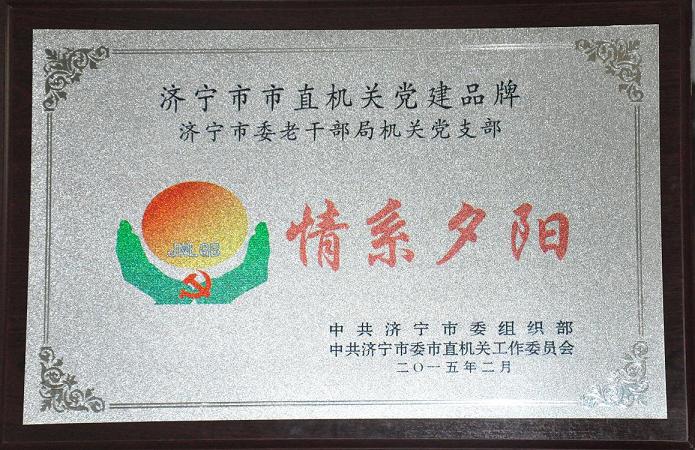 济宁市市直机关党建品牌
济宁市委老干部局机关党支部
情系夕阳
中共济宁市委组织部
中共济宁市委市直机关工作委员会
二〇一五年二月